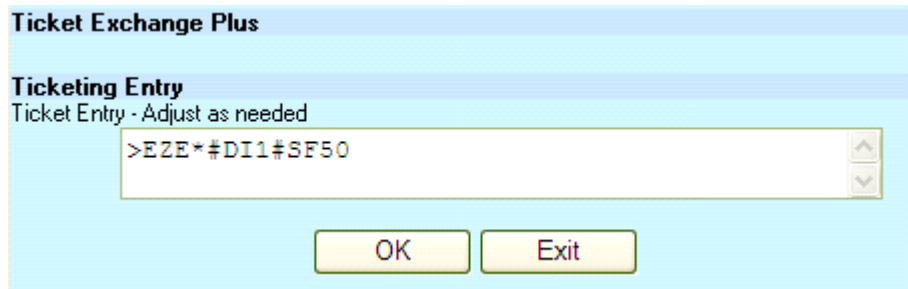 Ticket Exchange Plus
Ticketing Entry
Ticket Entry - Adjust as needed
>EZE*#DI1#SF50
OK Exit